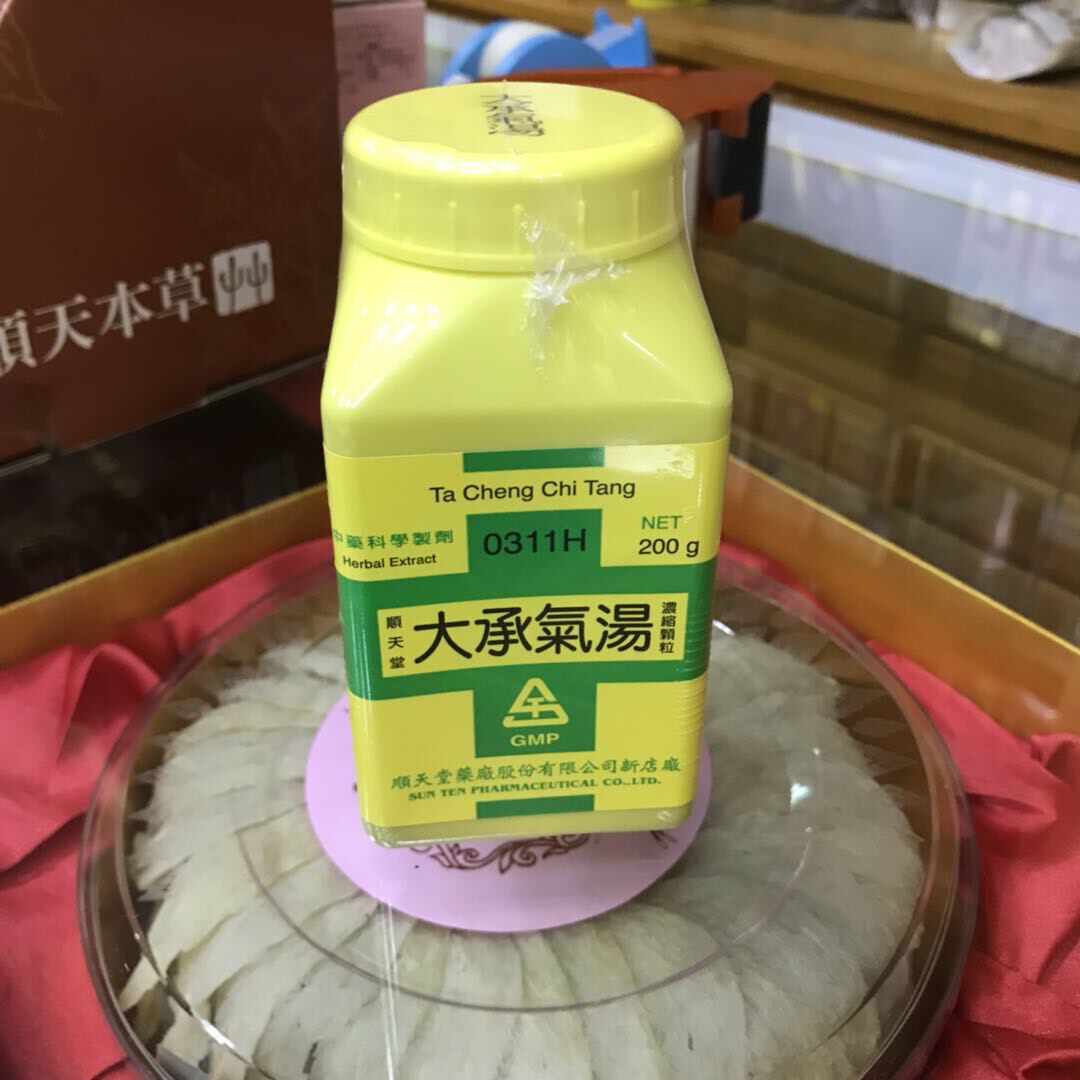 大承氣湯
順天本草
Ta Cheng Chi Tang
中藥科學製劑
Herbal Extract
0311H
NET
200 g
順天堂
大承氣湯
濃縮顆粒
GMP
順天堂藥廠股份有限公司新店廠
SUN TEN PHARMACEUTICAL CO.,LTD.